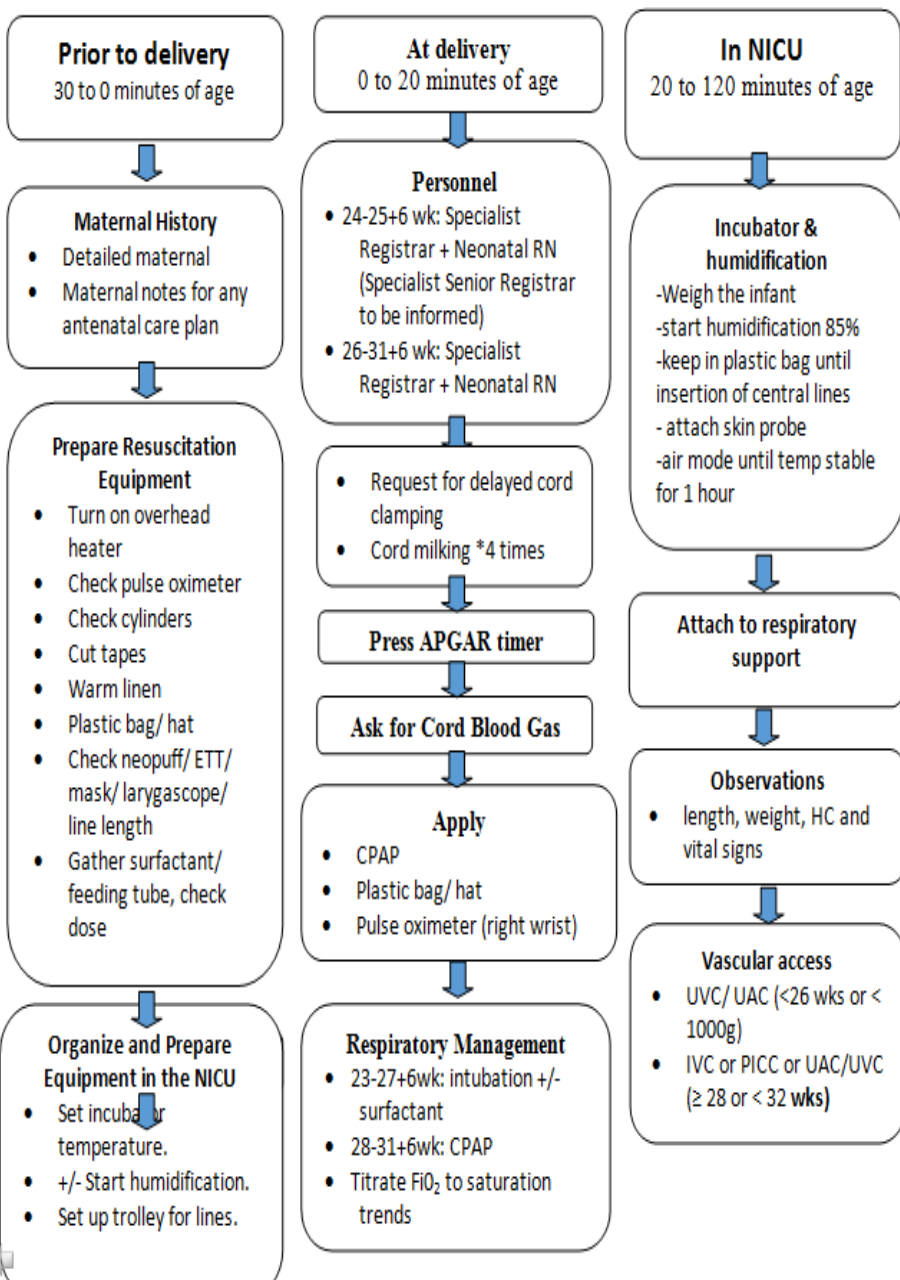 Prior to delivery
30 to 0 minutes of age
Maternal History
• Detailed maternal
• Maternal notes for any
antenatal care plan
Prepare Resuscitation
Equipment
• Turn on overhead
heater
• Check pulse oximeter
• Check cylinders
• Cut tapes
• Warm linen
• Plastic bag/ hat
• Check neopuff/ ETT/
mask/ larygascope/
line length
• Gather surfactant/
feeding tube, check
dose
Organize and Prepare
Equipment in the NICU
• Set incubator
temperature.
• +/- Start humidification.
• Set up trolley for lines.
At delivery
0 to 20 minutes of age
Personnel
• 24-25+6 wk: Specialist
Registrar + Neonatal RN
(Specialist Senior Registrar
to be informed)
• 26-31+6 wk: Specialist
Registrar + Neonatal RN
• Request for delayed cord
clamping
• Cord milking *4 times
Press APGAR timer
Ask for Cord Blood Gas
Apply
• CPAP
• Plastic bag/ hat
• Pulse oximeter (right wrist)
Respiratory Management
• 23-27+6wk: intubation +/-
surfactant
• 28-31+6wk: CPAP
• Titrate FiO₂ to saturation
trends
In NICU
20 to 120 minutes of age
Incubator &
humidification
-Weigh the infant
-start humidification 85%
-keep in plastic bag until
insertion of central lines
- attach skin probe
-air mode until temp stable
for 1 hour
Attach to respiratory
support
Observations
• length, weight, HC and
vital signs
Vascular access
• UVC/ UAC (<26 wks or <
1000g)
• IVC or PICC or UAC/UVC
(≥ 28 or < 32 wks)